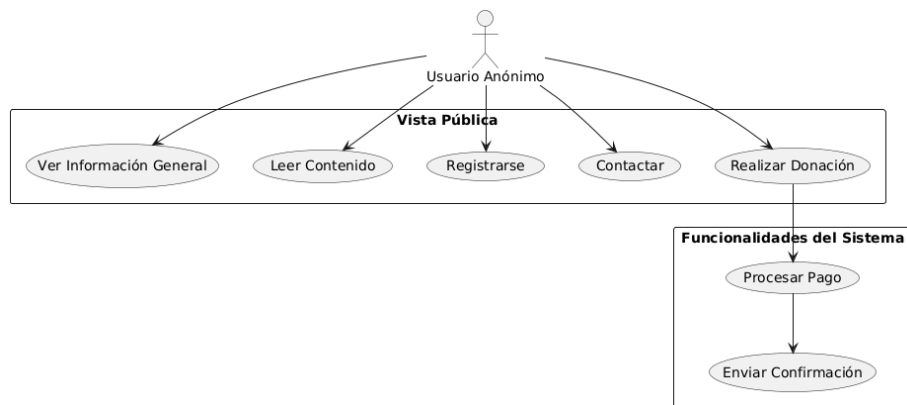 Usuario Anónimo
Vista Pública
Ver Información General
Leer Contenido
Registrarse
Contactar
Realizar Donación
Funcionalidades del Sistema
Procesar Pago
Enviar Confirmación